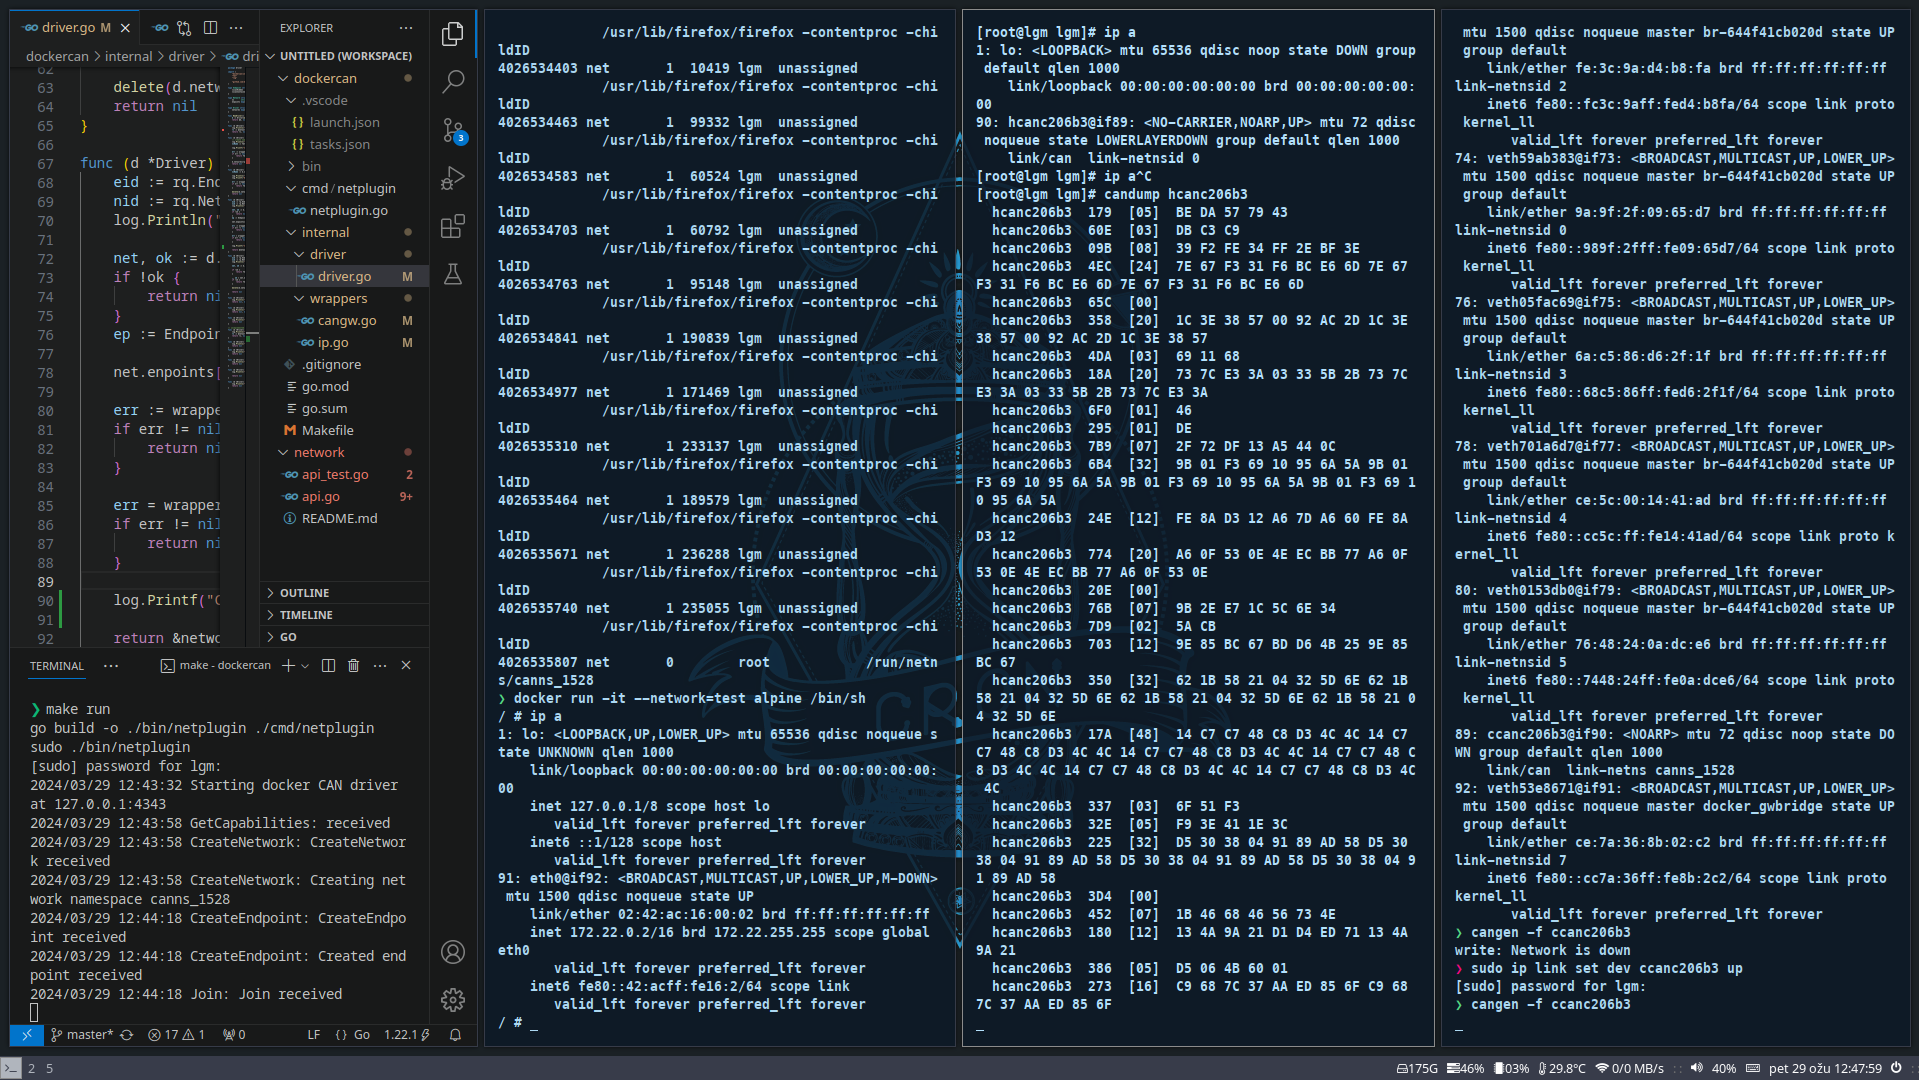 driver.go M
dockercan > internal > driver > dri
62
63 delete(d.netw
64 return nil
65 }
66
67 func (d *Driver)
68 eid := rq.End
69 nid := rq.Net
70 log.Println("
71
72 net, ok := d.
73 if !ok {
74 return ni
75 }
76 ep := Endpoin
77
78 net.enpoints[
79
80 err := wrappe
81 if err != nil
82 return ni
83 }
84
85 err = wrapper
86 if err != nil
87 return ni
88 }
89
90 log.Printf("C
91
92 return &netwo
EXPLORER
UNTITLED (WORKSPACE)
dockercan
.vscode
{} launch.json
{} tasks.json
bin
cmd / netplugin
netplugin.go
internal
driver
driver.go M
wrappers
cangw.go M
ip.go M
.gitignore
go.mod
go.sum
Makefile
network
api_test.go 2
api.go 9+
README.md
OUTLINE
TIMELINE
GO
3
TERMINAL
make - dockercan
❯ make run
go build -o ./bin/netplugin ./cmd/netplugin
sudo ./bin/netplugin
[sudo] password for lgm:
2024/03/29 12:43:32 Starting docker CAN driver
at 127.0.0.1:4343
2024/03/29 12:43:58 GetCapabilities: received
2024/03/29 12:43:58 CreateNetwork: CreateNetwor
k received
2024/03/29 12:43:58 CreateNetwork: Creating net
work namespace canns_1528
2024/03/29 12:44:18 CreateEndpoint: CreateEndpo
int received
2024/03/29 12:44:18 CreateEndpoint: Created end
point received
2024/03/29 12:44:18 Join: Join received
master* 17 1 0 LF {} Go 1.22.1
/usr/lib/firefox/firefox -contentproc -chi
ldID
4026534403 net 1 10419 lgm unassigned
/usr/lib/firefox/firefox -contentproc -chi
ldID
4026534463 net 1 99332 lgm unassigned
/usr/lib/firefox/firefox -contentproc -chi
ldID
4026534583 net 1 60524 lgm unassigned
/usr/lib/firefox/firefox -contentproc -chi
ldID
4026534703 net 1 60792 lgm unassigned
/usr/lib/firefox/firefox -contentproc -chi
ldID
4026534763 net 1 95148 lgm unassigned
/usr/lib/firefox/firefox -contentproc -chi
ldID
4026534841 net 1 190839 lgm unassigned
/usr/lib/firefox/firefox -contentproc -chi
ldID
4026534977 net 1 171469 lgm unassigned
/usr/lib/firefox/firefox -contentproc -chi
ldID
4026535310 net 1 233137 lgm unassigned
/usr/lib/firefox/firefox -contentproc -chi
ldID
4026535464 net 1 189579 lgm unassigned
/usr/lib/firefox/firefox -contentproc -chi
ldID
4026535671 net 1 236288 lgm unassigned
/usr/lib/firefox/firefox -contentproc -chi
ldID
4026535740 net 1 235055 lgm unassigned
/usr/lib/firefox/firefox -contentproc -chi
ldID
4026535807 net 0 root /run/netn
s/canns_1528
❯ docker run -it --network=test alpine /bin/sh
/ # ip a
1: lo: <LOOPBACK,UP,LOWER_UP> mtu 65536 qdisc noqueue s
tate UNKNOWN qlen 1000
link/loopback 00:00:00:00:00:00 brd 00:00:00:00:00:
00
inet 127.0.0.1/8 scope host lo
valid_lft forever preferred_lft forever
inet6 ::1/128 scope host
valid_lft forever preferred_lft forever
91: eth0@if92: <BROADCAST,MULTICAST,UP,LOWER_UP,M-DOWN>
mtu 1500 qdisc noqueue state UP
link/ether 02:42:ac:16:00:02 brd ff:ff:ff:ff:ff:ff
inet 172.22.0.2/16 brd 172.22.255.255 scope global
eth0
valid_lft forever preferred_lft forever
inet6 fe80::42:acff:fe16:2/64 scope link
valid_lft forever preferred_lft forever
/ # _
[root@lgm lgm]# ip a
1: lo: <LOOPBACK> mtu 65536 qdisc noop state DOWN group
default qlen 1000
link/loopback 00:00:00:00:00:00 brd 00:00:00:00:00:
00
90: hcanc206b3@if89: <NO-CARRIER,NOARP,UP> mtu 72 qdisc
noqueue state LOWERLAYERDOWN group default qlen 1000
link/can link-netnsid 0
[root@lgm lgm]# ip a^C
[root@lgm lgm]# candump hcanc206b3
hcanc206b3 179 [05] BE DA 57 79 43
hcanc206b3 60E [03] DB C3 C9
hcanc206b3 09B [08] 39 F2 FE 34 FF 2E BF 3E
hcanc206b3 4EC [24] 7E 67 F3 31 F6 BC E6 6D 7E 67
F3 31 F6 BC E6 6D 7E 67 F3 31 F6 BC E6 6D
hcanc206b3 65C [00]
hcanc206b3 358 [20] 1C 3E 38 57 00 92 AC 2D 1C 3E
38 57 00 92 AC 2D 1C 3E 38 57
hcanc206b3 4DA [03] 69 11 68
hcanc206b3 18A [20] 73 7C E3 3A 03 33 5B 2B 73 7C
E3 3A 03 33 5B 2B 73 7C E3 3A
hcanc206b3 6F0 [01] 46
hcanc206b3 295 [01] DE
hcanc206b3 7B9 [07] 2F 72 DF 13 A5 44 0C
hcanc206b3 6B4 [32] 9B 01 F3 69 10 95 6A 5A 9B 01
F3 69 10 95 6A 5A 9B 01 F3 69 10 95 6A 5A 9B 01 F3 69 1
0 95 6A 5A
hcanc206b3 24E [12] FE 8A D3 12 A6 7D A6 60 FE 8A
D3 12
hcanc206b3 774 [20] A6 0F 53 0E 4E EC BB 77 A6 0F
53 0E 4E EC BB 77 A6 0F 53 0E
hcanc206b3 20E [00]
hcanc206b3 76B [07] 9B 2E E7 1C 5C 6E 34
hcanc206b3 7D9 [02] 5A CB
hcanc206b3 703 [12] 9E 85 BC 67 BD D6 4B 25 9E 85
BC 67
hcanc206b3 350 [32] 62 1B 58 21 04 32 5D 6E 62 1B
58 21 04 32 5D 6E 62 1B 58 21 04 32 5D 6E 62 1B 58 21 0
4 32 5D 6E
hcanc206b3 17A [48] 14 C7 C7 48 C8 D3 4C 4C 14 C7
C7 48 C8 D3 4C 4C 14 C7 C7 48 C8 D3 4C 4C 14 C7 C7 48 C
8 D3 4C 4C 14 C7 C7 48 C8 D3 4C 4C 14 C7 C7 48 C8 D3 4C
4C
hcanc206b3 337 [03] 6F 51 F3
hcanc206b3 32E [05] F9 3E 41 1E 3C
hcanc206b3 225 [32] D5 30 38 04 91 89 AD 58 D5 30
38 04 91 89 AD 58 D5 30 38 04 91 89 AD 58 D5 30 38 04 9
1 89 AD 58
hcanc206b3 3D4 [00]
hcanc206b3 452 [07] 1B 46 68 46 56 73 4E
hcanc206b3 180 [12] 13 4A 9A 21 D1 D4 ED 71 13 4A
9A 21
hcanc206b3 386 [05] D5 06 4B 60 01
hcanc206b3 273 [16] C9 68 7C 37 AA ED 85 6F C9 68
7C 37 AA ED 85 6F
_
mtu 1500 qdisc noqueue master br-644f41cb020d state UP
group default
link/ether fe:3c:9a:d4:b8:fa brd ff:ff:ff:ff:ff:ff
link-netnsid 2
inet6 fe80::fc3c:9aff:fed4:b8fa/64 scope link proto
kernel_ll
valid_lft forever preferred_lft forever
74: veth59ab383@if73: <BROADCAST,MULTICAST,UP,LOWER_UP>
mtu 1500 qdisc noqueue master br-644f41cb020d state UP
group default
link/ether 9a:9f:2f:09:65:d7 brd ff:ff:ff:ff:ff:ff
link-netnsid 0
inet6 fe80::989f:2fff:fe09:65d7/64 scope link proto
kernel_ll
valid_lft forever preferred_lft forever
76: veth05fac69@if75: <BROADCAST,MULTICAST,UP,LOWER_UP>
mtu 1500 qdisc noqueue master br-644f41cb020d state UP
group default
link/ether 6a:c5:86:d6:2f:1f brd ff:ff:ff:ff:ff:ff
link-netnsid 3
inet6 fe80::68c5:86ff:fed6:2f1f/64 scope link proto
kernel_ll
valid_lft forever preferred_lft forever
78: veth701a6d7@if77: <BROADCAST,MULTICAST,UP,LOWER_UP>
mtu 1500 qdisc noqueue master br-644f41cb020d state UP
group default
link/ether ce:5c:00:14:41:ad brd ff:ff:ff:ff:ff:ff
link-netnsid 4
inet6 fe80::cc5c:ff:fe14:41ad/64 scope link proto k
ernel_ll
valid_lft forever preferred_lft forever
80: veth0153db0@if79: <BROADCAST,MULTICAST,UP,LOWER_UP>
mtu 1500 qdisc noqueue master br-644f41cb020d state UP
group default
link/ether 76:48:24:0a:dc:e6 brd ff:ff:ff:ff:ff:ff
link-netnsid 5
inet6 fe80::7448:24ff:fe0a:dce6/64 scope link proto
kernel_ll
valid_lft forever preferred_lft forever
89: ccanc206b3@if90: <NOARP> mtu 72 qdisc noop state DO
WN group default qlen 1000
link/can link-netns canns_1528
92: veth53e8671@if91: <BROADCAST,MULTICAST,UP,LOWER_UP>
mtu 1500 qdisc noqueue master docker_gwbridge state UP
group default
link/ether ce:7a:36:8b:02:c2 brd ff:ff:ff:ff:ff:ff
link-netnsid 7
inet6 fe80::cc7a:36ff:fe8b:2c2/64 scope link proto
kernel_ll
valid_lft forever preferred_lft forever
❯ cangen -f ccanc206b3
write: Network is down
❯ sudo ip link set dev ccanc206b3 up
[sudo] password for lgm:
❯ cangen -f ccanc206b3
_
2 5 175G 46% 03% 29.8°C 0/0 MB/s 40% pet 29 ožu 12:47:59